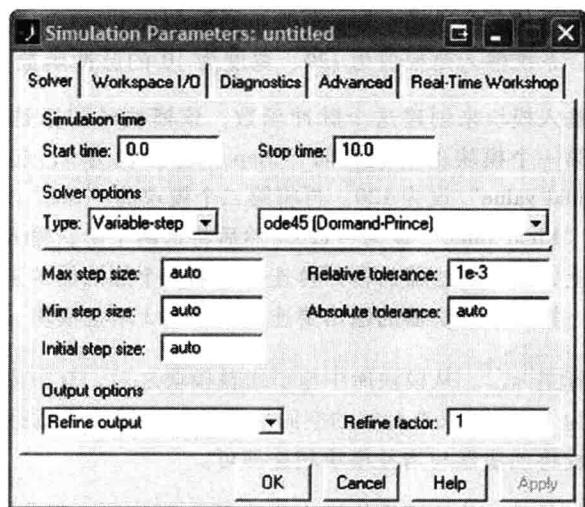 Simulation Parameters: untitled
Solver Workspace I/O Diagnostics Advanced Real-Time Workshop
Simulation time
Start time: 0.0 Stop time: 10.0
Solver options
Type: Variable-step ode45 (Dormand-Prince)
Max step size: auto Relative tolerance: 1e-3
Min step size: auto Absolute tolerance: auto
Initial step size: auto
Output options
Refine output Refine factor: 1
OK Cancel Help Apply